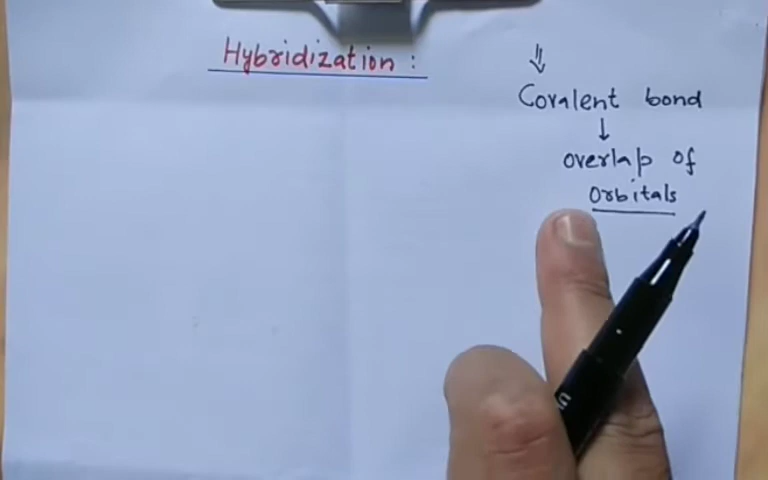 Hybridization :
⇓
Covalent bond
↓
overlap of
orbitals